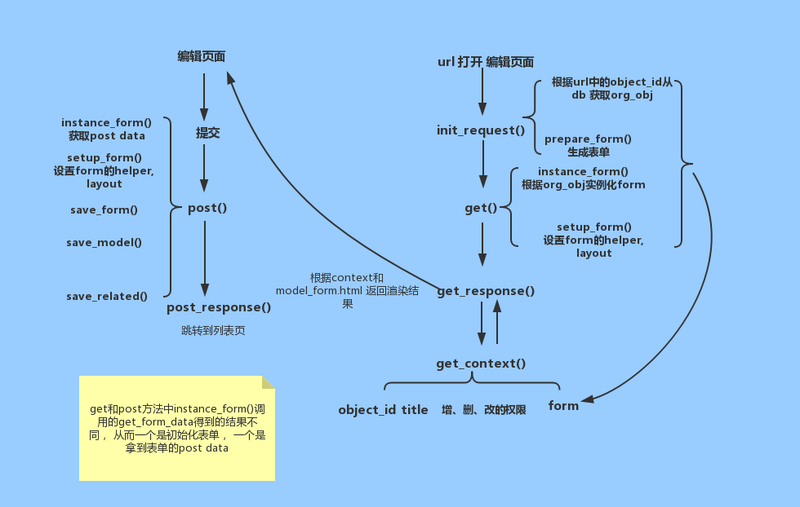 编辑页面
提交
instance_form()
获取post data
setup_form()
设置form的helper,
layout
save_form()
save_model()
save_related()
post()
post_response()
跳转到列表页
url 打开 编辑页面
init_request()
根据url中的object_id从
db 获取org_obj
prepare_form()
生成表单
get()
instance_form()
根据org_obj实例化form
setup_form()
设置form的helper,
layout
根据context和
model_form.html 返回渲染结
果
get_response()
get_context()
object_id title 增、删、改的权限 form
get和post方法中instance_form()调
用的get_form_data得到的结果不
同，从而一个是初始化表单，一个是
拿到表单的post data